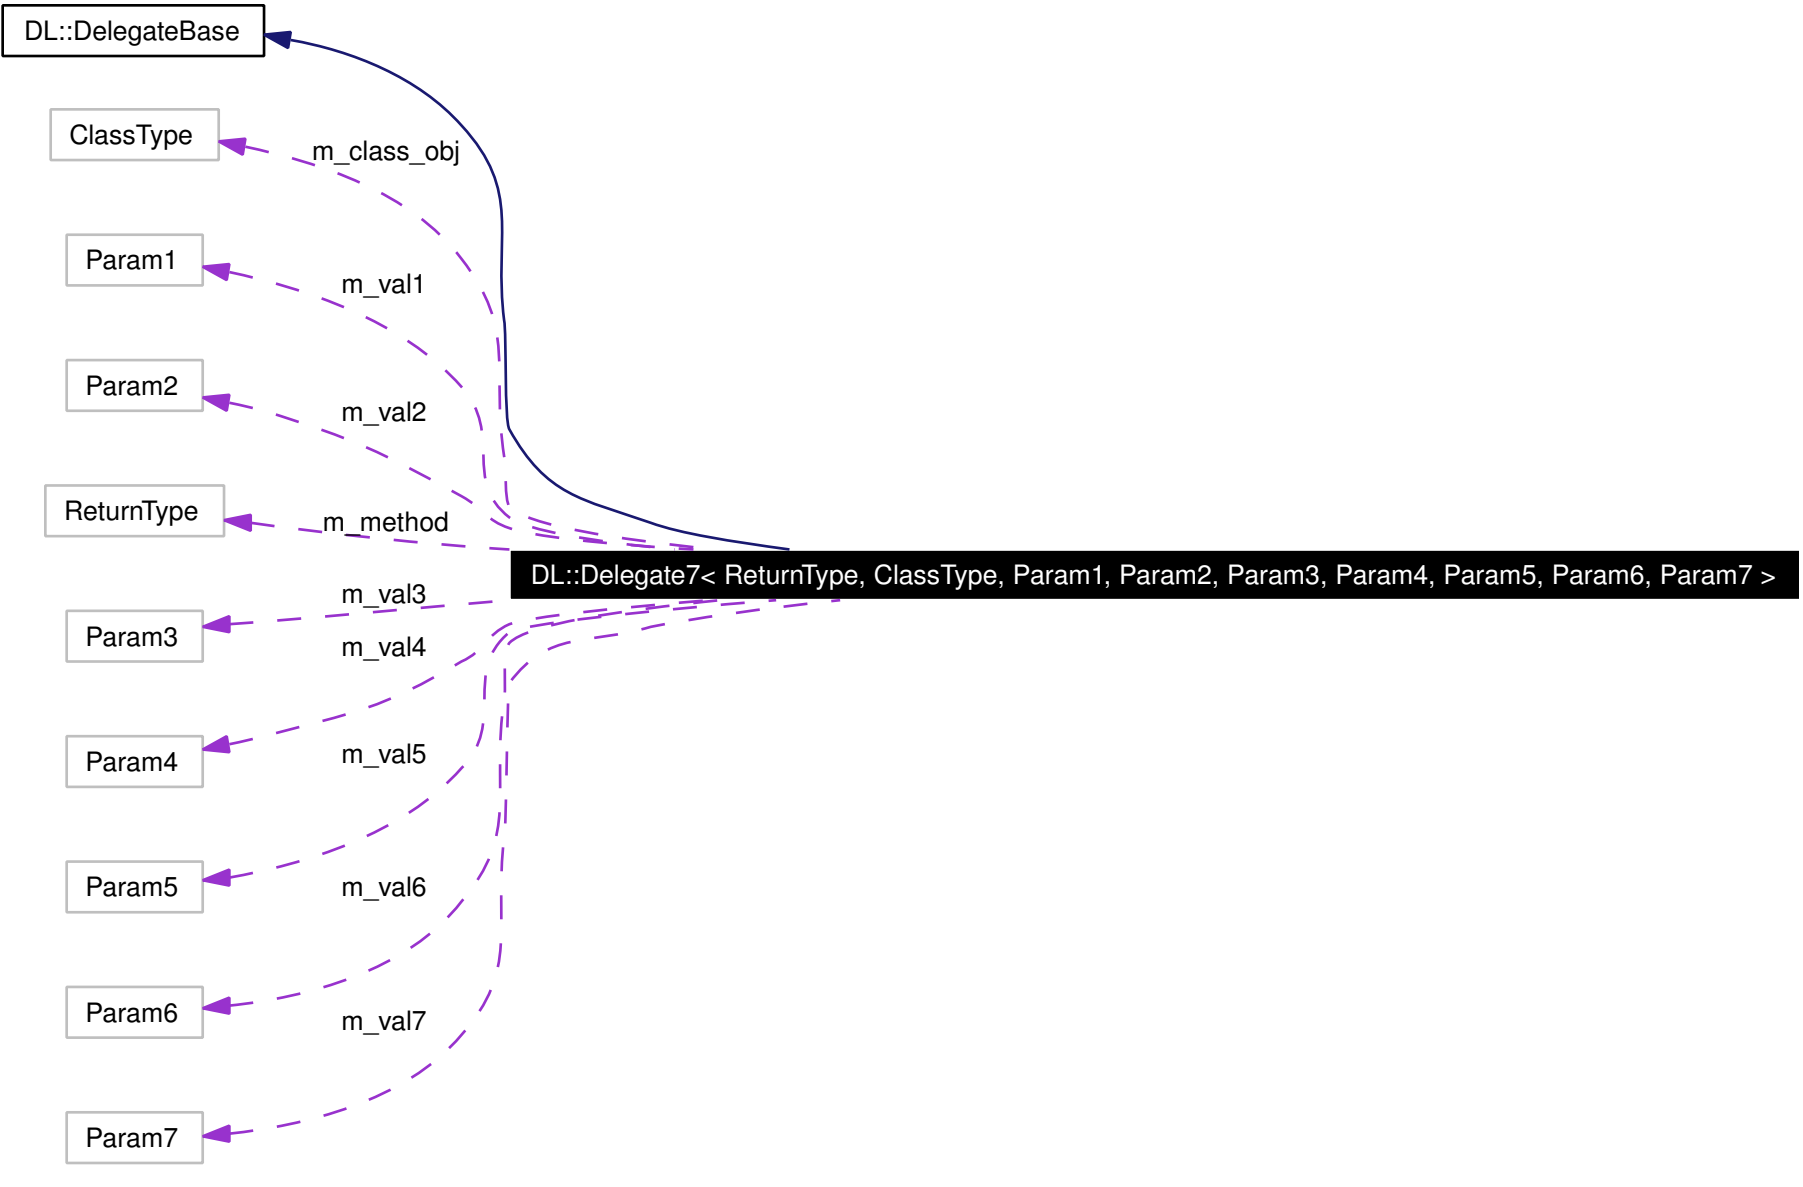 DL::DelegateBase
ClassType
m_class_obj
Param1
m_val1
Param2
m_val2
ReturnType
m_method
DL::Delegate7< ReturnType, ClassType, Param1, Param2, Param3, Param4, Param5, Param6, Param7 >
m_val3
Param3
m_val4
Param4
m_val5
Param5
m_val6
Param6
m_val7
Param7